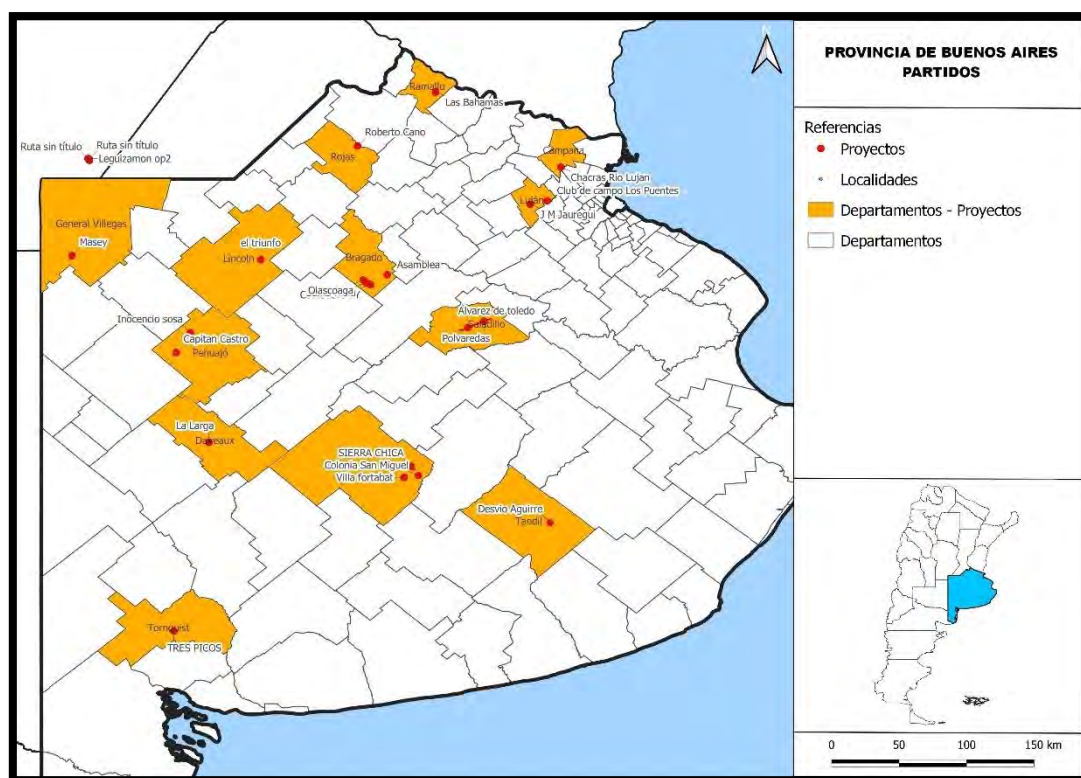 PROVINCIA DE BUENOS AIRES
PARTIDOS
Referencias
Proyectos
Localidades
Departamentos - Proyectos
Departamentos
N
Ramallo
Las Bahamas
Ruta sin título
Ruta sin título
Leguizamon op2
Roberto Cano
Rojas
Campana
Chacras Rio Lujan
Club de campo Los Puentes
Luján
J M Jauregui
General Villegas
Masey
el triunfo
Lincoln
Bragado
Asamblea
Olascoaga
Alvarez de toledo
Saladillo
Polvaredas
Inocencio sosa
Capitan Castro
Pehuajó
La Larga
Daireaux
SIERRA CHICA
Colonia San Miguel
Villa fortabat
Desvio Aguirre
Tandil
Tornquist
TRES PICOS
0 50 100 150 km